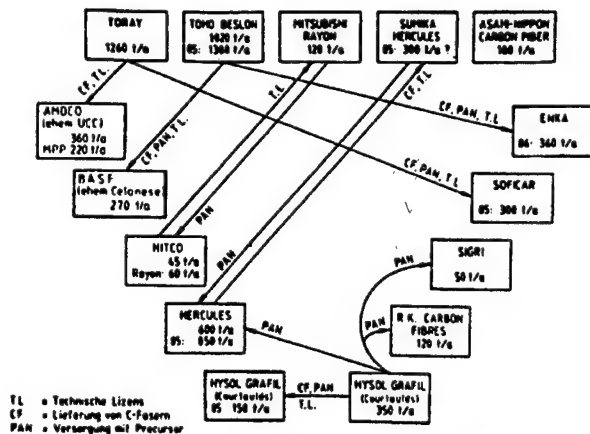 TORAY
1260 t/a
TOHO BESLON
1020 t/a
85: 1380 t/a
MITSUBISHI
RAYON
120 t/a
SUMIKA
HERCULES
85: 300 t/a ?
ASAHI-NIPPON
CARBON FIBER
180 t/a
CF, T.L.
T.L
CF, T.L
AMOCO
(ehem UCC)
360 t/a
MPP 220 t/a
CF, PAN, T.L.
CF, PAN, T.L
ENKA
86: 360 t/a
BASF
(ehem Celanese)
270 t/a
CF, PAN, T.L.
SOFICAR
85: 300 t/a
PAN
HITCO
45 t/a
Rayon: 60 t/a
PAN
PAN
SIGRI
50 t/a
HERCULES
600 t/a
85: 850 t/a
PAN
PAN
R.K. CARBON
FIBRES
120 t/a
HYSOL GRAFIL
(Courtaulds)
85 150 t/a
CF, PAN
T.L.
HYSOL GRAFIL
(Courtaulds)
350 t/a
TL = Technische Lizens
CF = Lieferung von C-Fasern
PAN = Versorgung mit Precursor